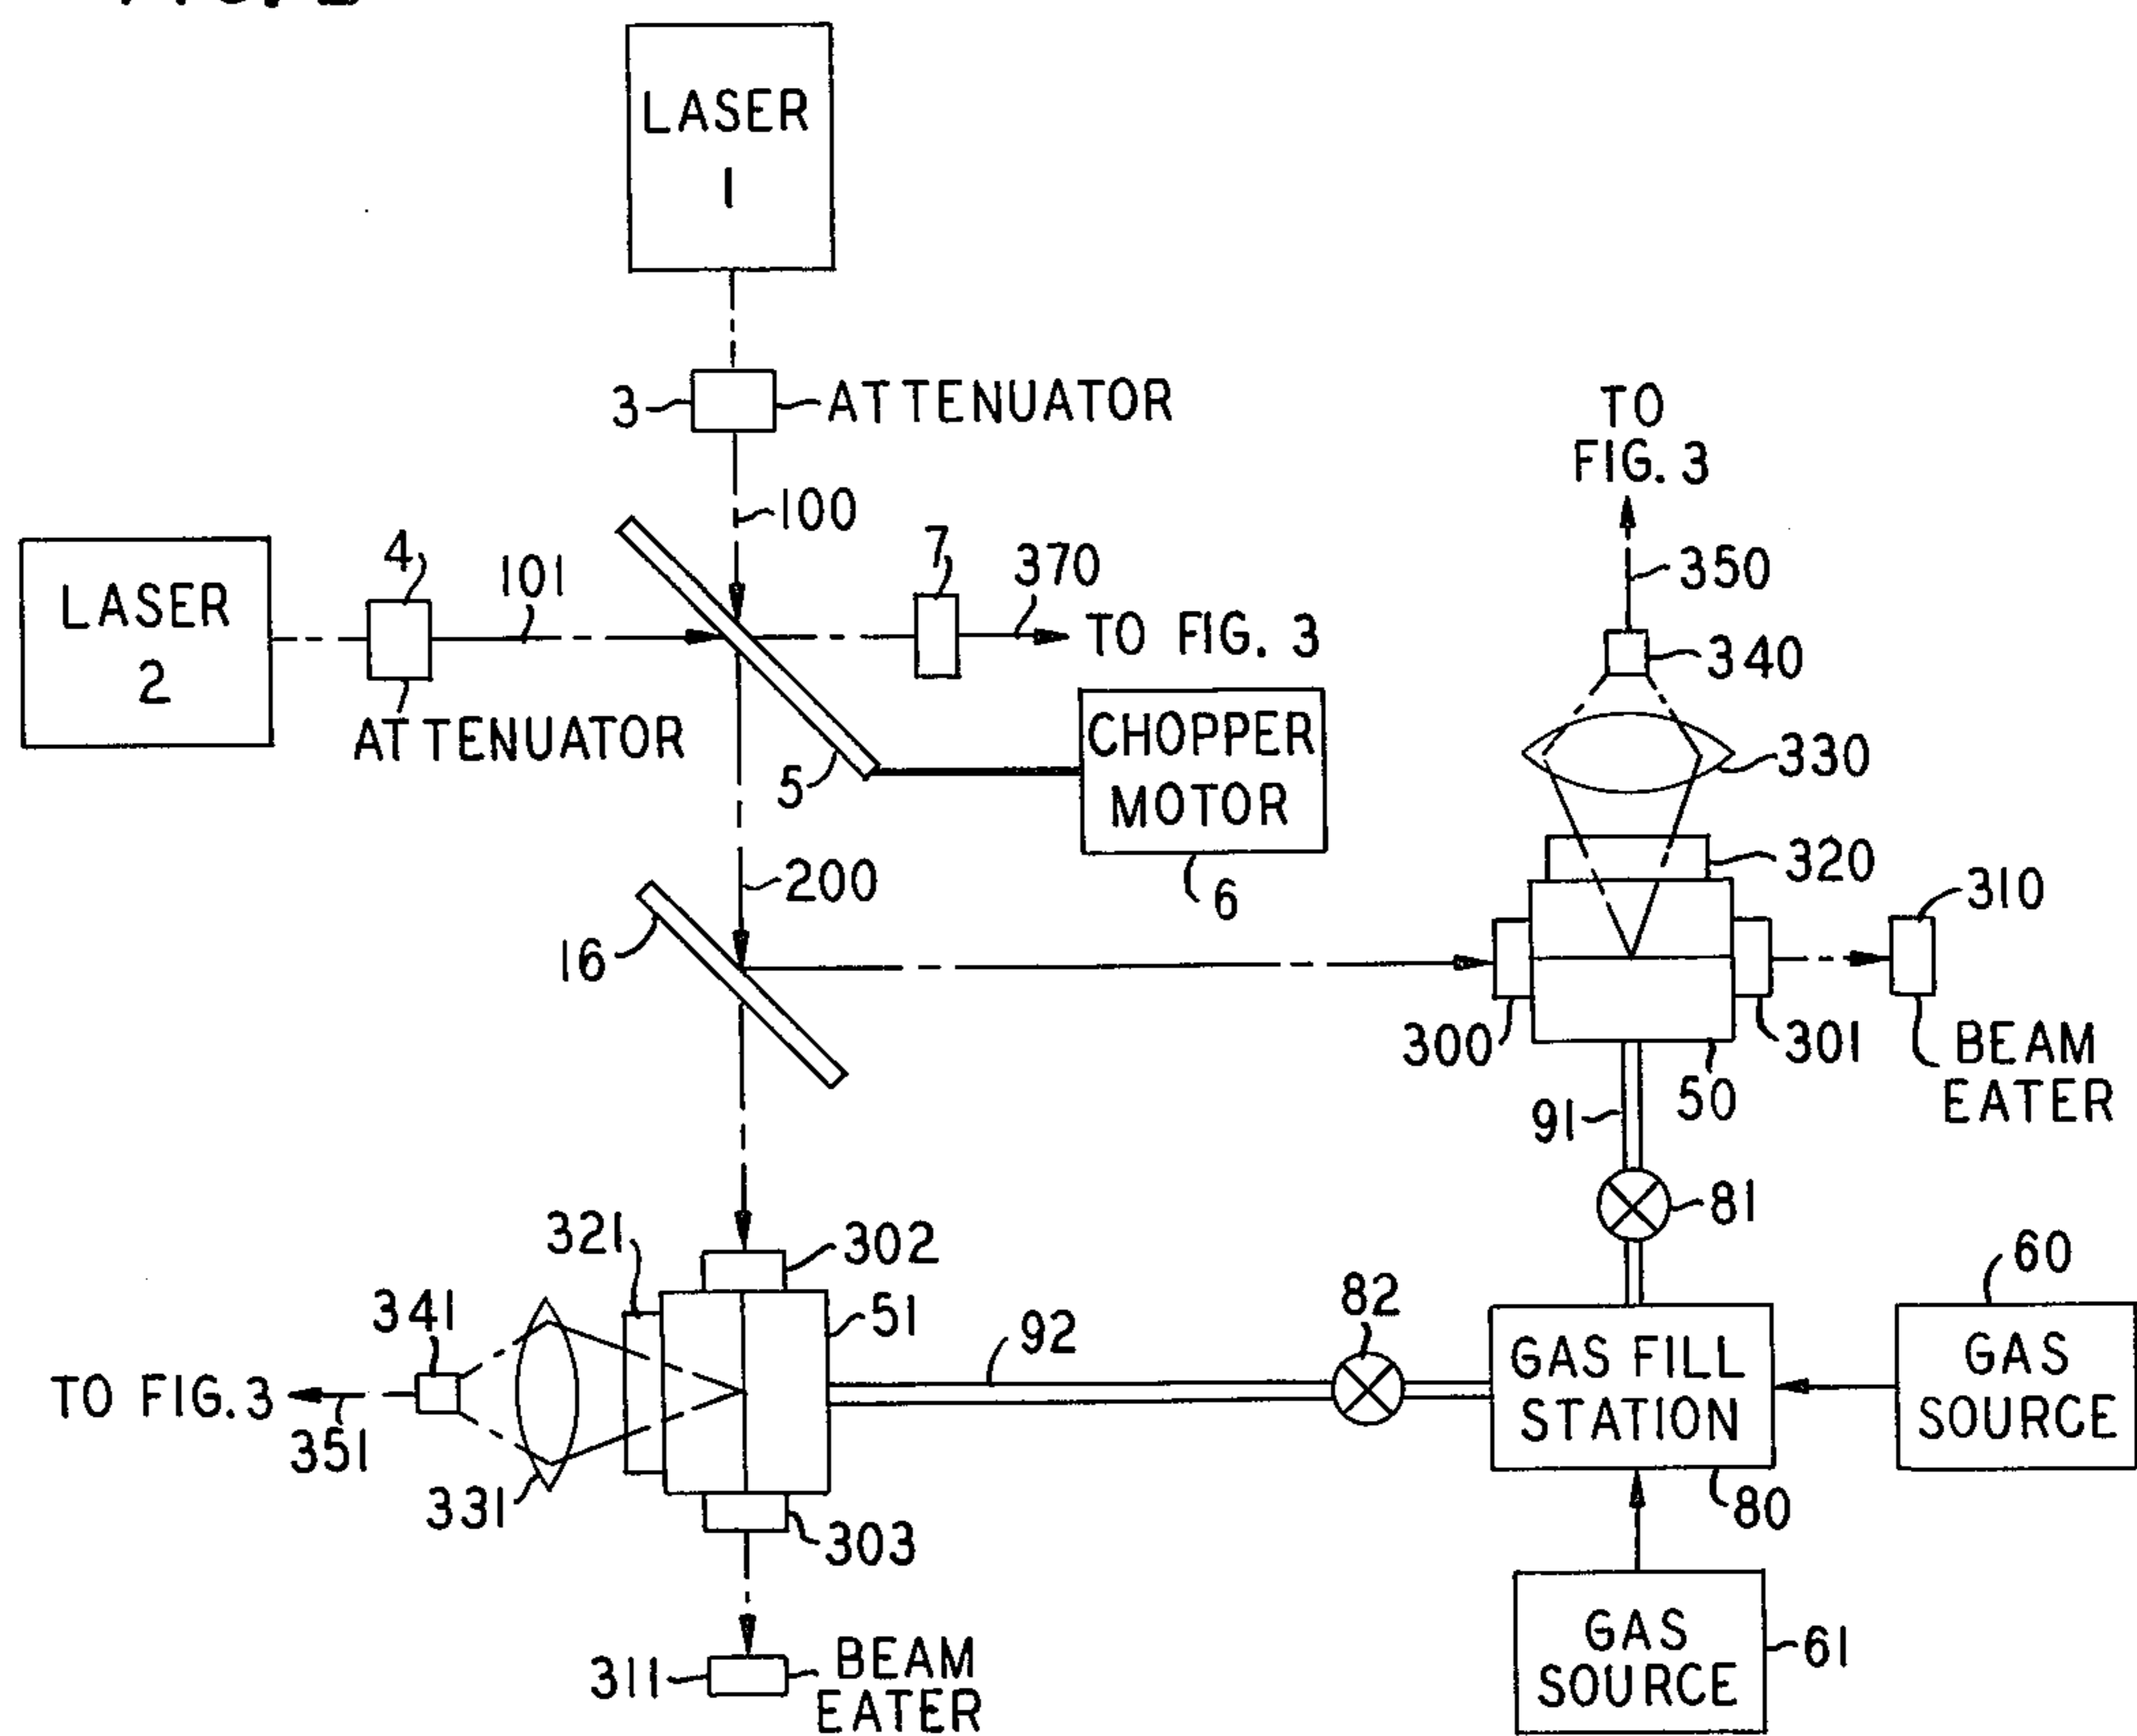 LASER
1
3
ATTENUATOR
100
TO
FIG. 3
350
LASER
2
4
101
ATTENUATOR
7
370
TO FIG. 3
340
5
CHOPPER
MOTOR
6
330
320
200
16
310
300
301
BEAM
EATER
50
91
81
321
302
341
51
92
82
60
TO FIG. 3
351
331
303
GAS FILL
STATION
GAS
SOURCE
80
311
BEAM
EATER
GAS
SOURCE
61